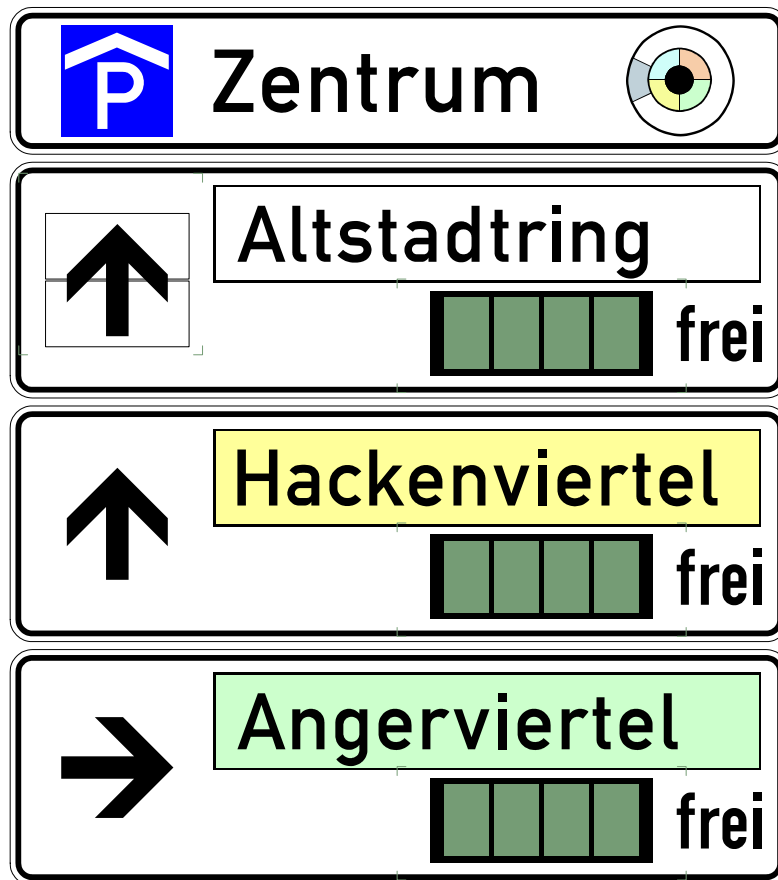 P Zentrum
Altstadtring
frei
Hackenviertel
frei
Angerviertel
frei